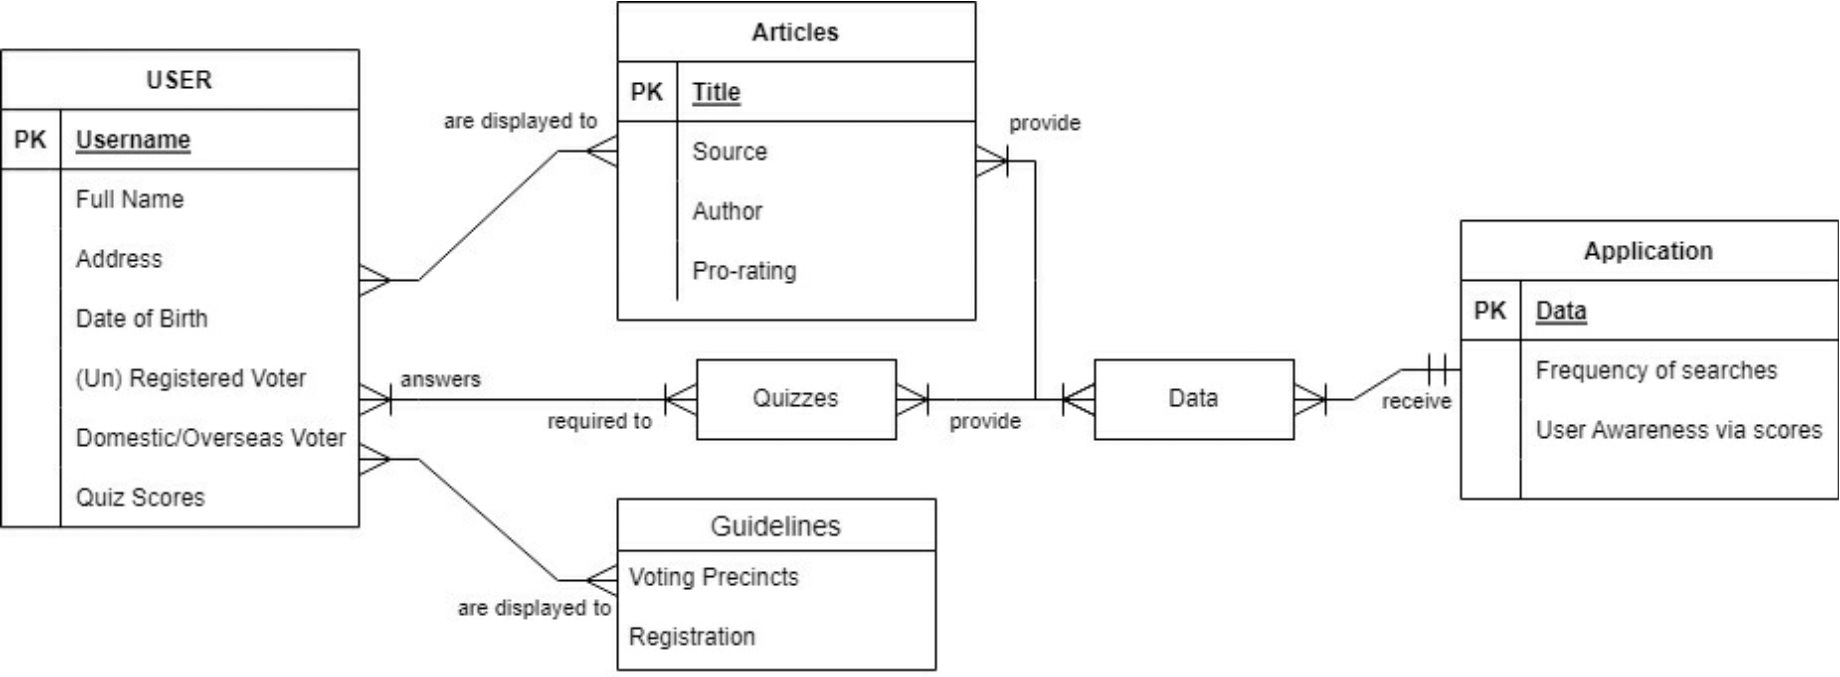 USER
PK Username
Full Name
Address
Date of Birth
(Un) Registered Voter
Domestic/Overseas Voter
Quiz Scores
are displayed to
Articles
PK Title
Source
Author
Pro-rating
provide
answers
required to
Quizzes
provide
Data
receive
Application
PK Data
Frequency of searches
User Awareness via scores
are displayed to
Guidelines
Voting Precincts
Registration